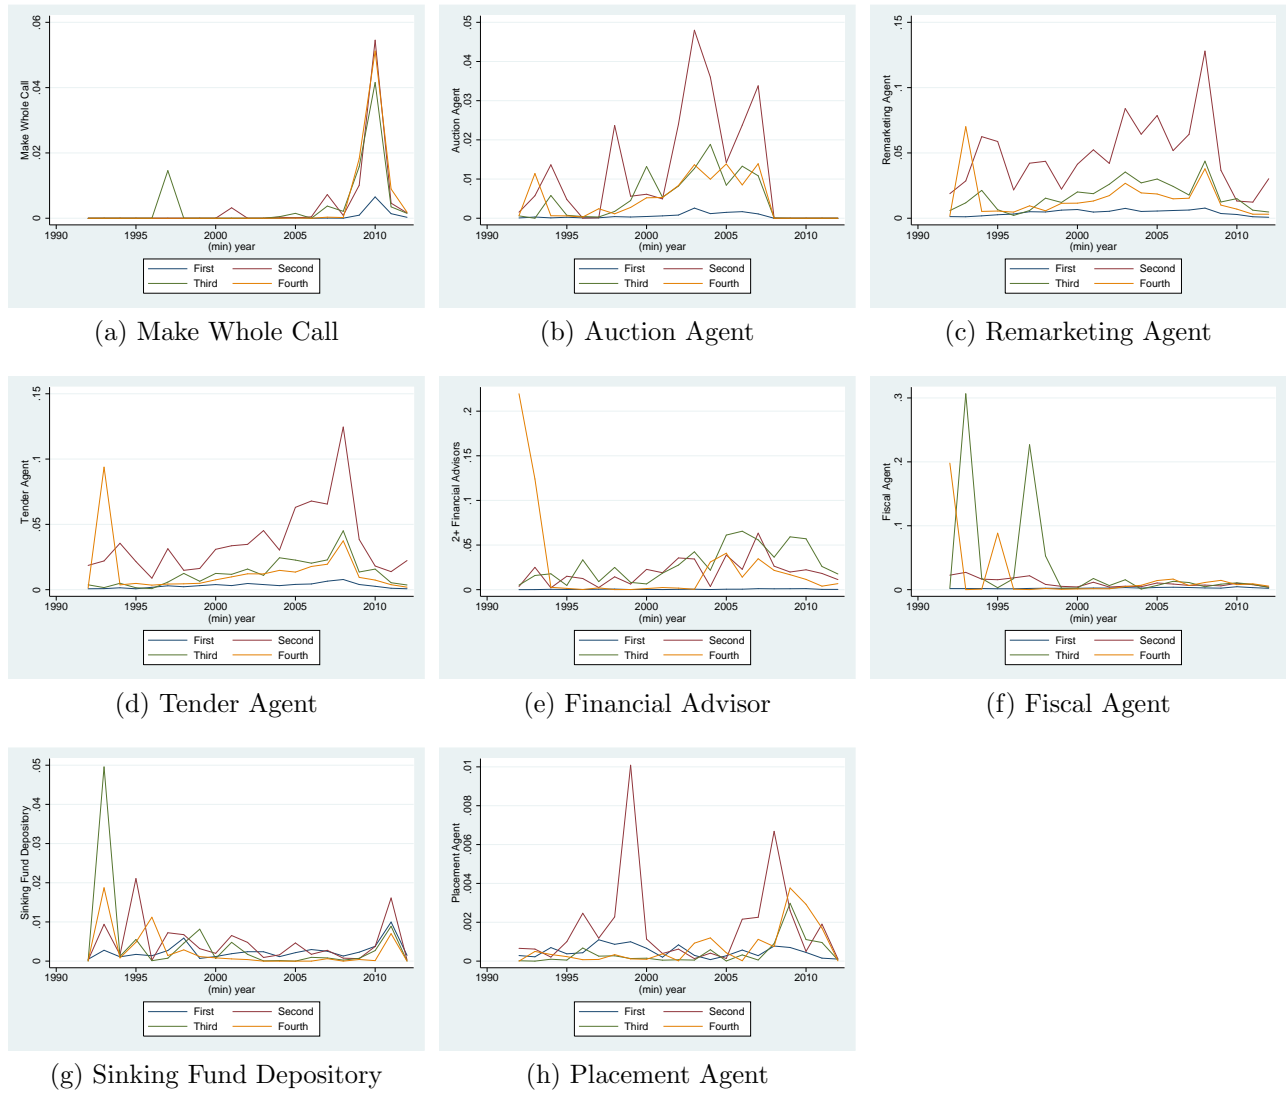 Make Whole Call
.06
.04
.02
0
1990 1995 2000 2005 2010
(min) year
First Second
Third Fourth
(a) Make Whole Call
Auction Agent
.05
.04
.03
.02
.01
0
1990 1995 2000 2005 2010
(min) year
First Second
Third Fourth
(b) Auction Agent
Remarketing Agent
.15
.1
.05
0
1990 1995 2000 2005 2010
(min) year
First Second
Third Fourth
(c) Remarketing Agent
Tender Agent
.15
.1
.05
0
1990 1995 2000 2005 2010
(min) year
First Second
Third Fourth
(d) Tender Agent
2+ Financial Advisors
.2
.15
.1
.05
0
1990 1995 2000 2005 2010
(min) year
First Second
Third Fourth
(e) Financial Advisor
Fiscal Agent
.3
.2
.1
0
1990 1995 2000 2005 2010
(min) year
First Second
Third Fourth
(f) Fiscal Agent
Sinking Fund Depository
.05
.04
.03
.02
.01
0
1990 1995 2000 2005 2010
(min) year
First Second
Third Fourth
(g) Sinking Fund Depository
Placement Agent
.01
.008
.006
.004
.002
0
1990 1995 2000 2005 2010
(min) year
First Second
Third Fourth
(h) Placement Agent